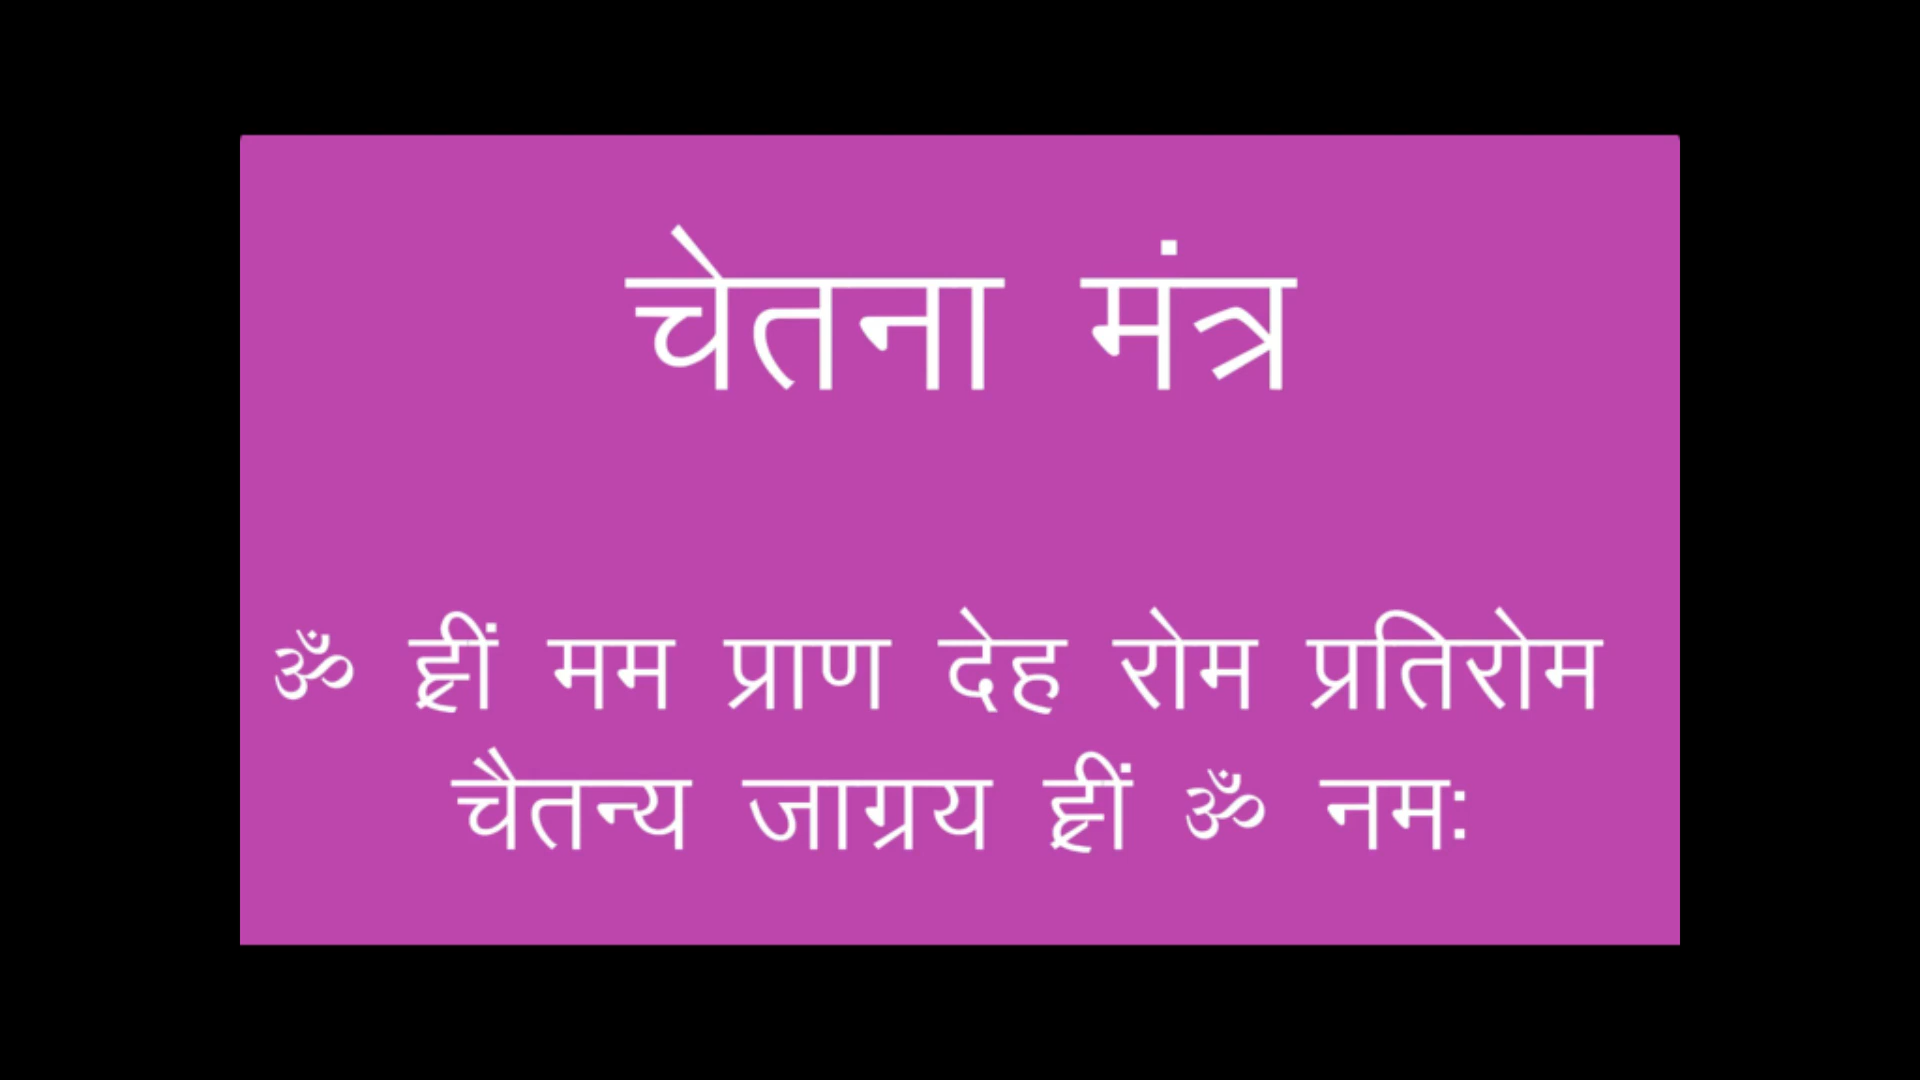 चेतना मंत्र
ॐ ह्रीं मम प्राण देह रोम प्रतिरोम
चैतन्य जाग्रय ह्रीं ॐ नम: